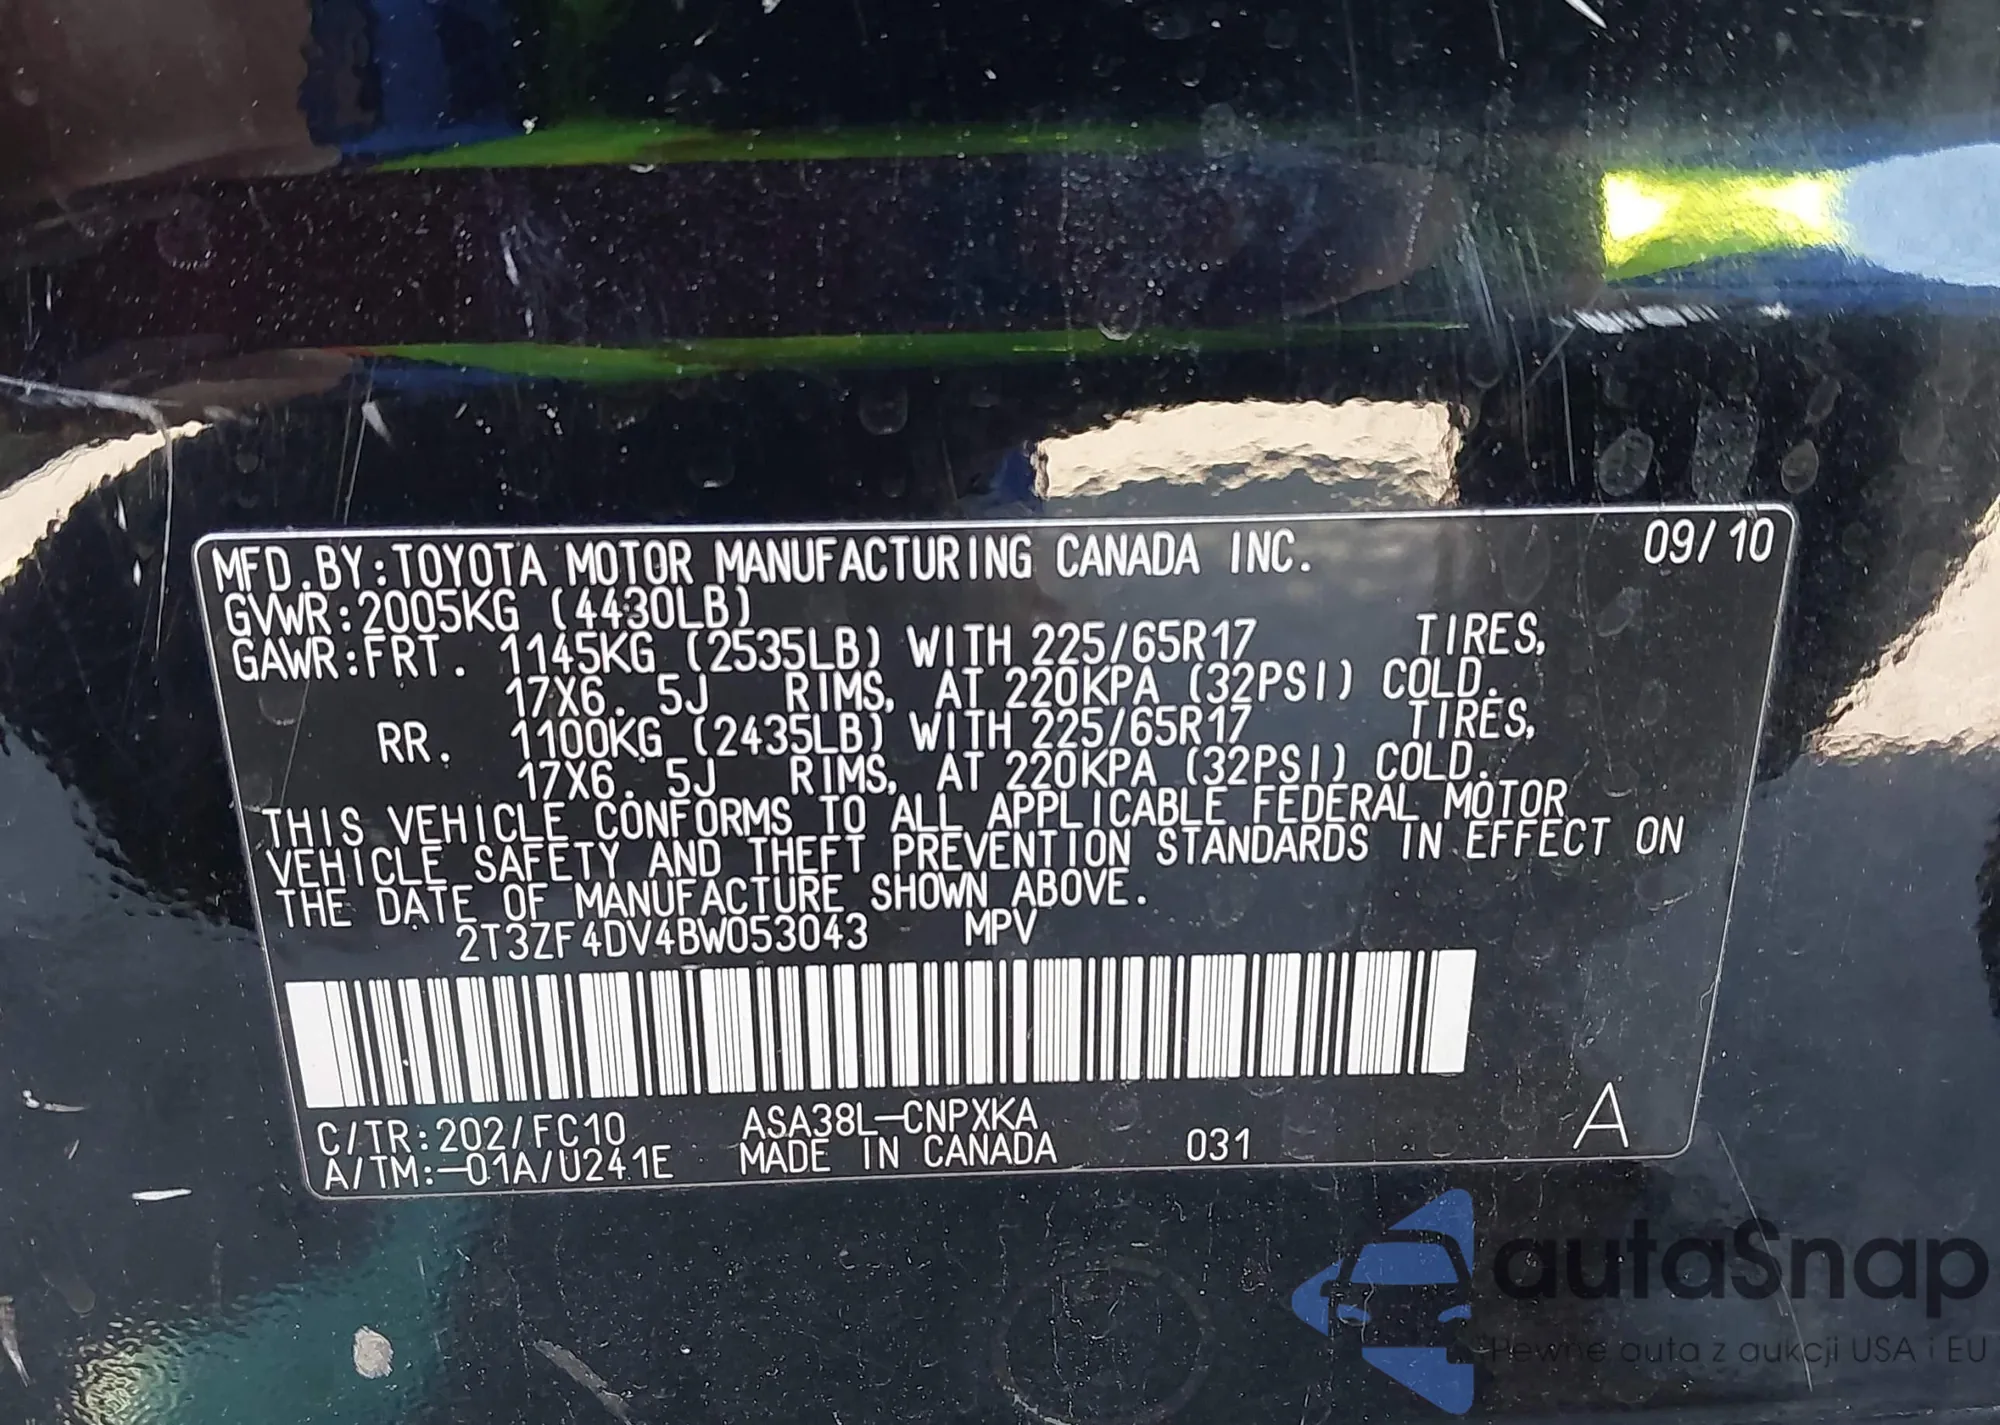 MFD.BY:TOYOTA MOTOR MANUFACTURING CANADA INC. 09/10
GVWR:2005KG (4430LB)
GAWR:FRT. 1145KG (2535LB) WITH 225/65R17 TIRES,
17X6. 5J RIMS, AT 220KPA (32PSI) COLD.
RR. 1100KG (2435LB) WITH 225/65R17 TIRES,
17X6. 5J RIMS, AT 220KPA (32PSI) COLD.
THIS VEHICLE CONFORMS TO ALL APPLICABLE FEDERAL MOTOR
VEHICLE SAFETY AND THEFT PREVENTION STANDARDS IN EFFECT ON
THE DATE OF MANUFACTURE SHOWN ABOVE.
2T3ZF4DV4BW053043 MPV
C/TR:202/FC10 ASA38L-CNPXKA
A/TM:-01A/U241E MADE IN CANADA 031 A
autaSnap
Pewne auta z aukcji USA i EU